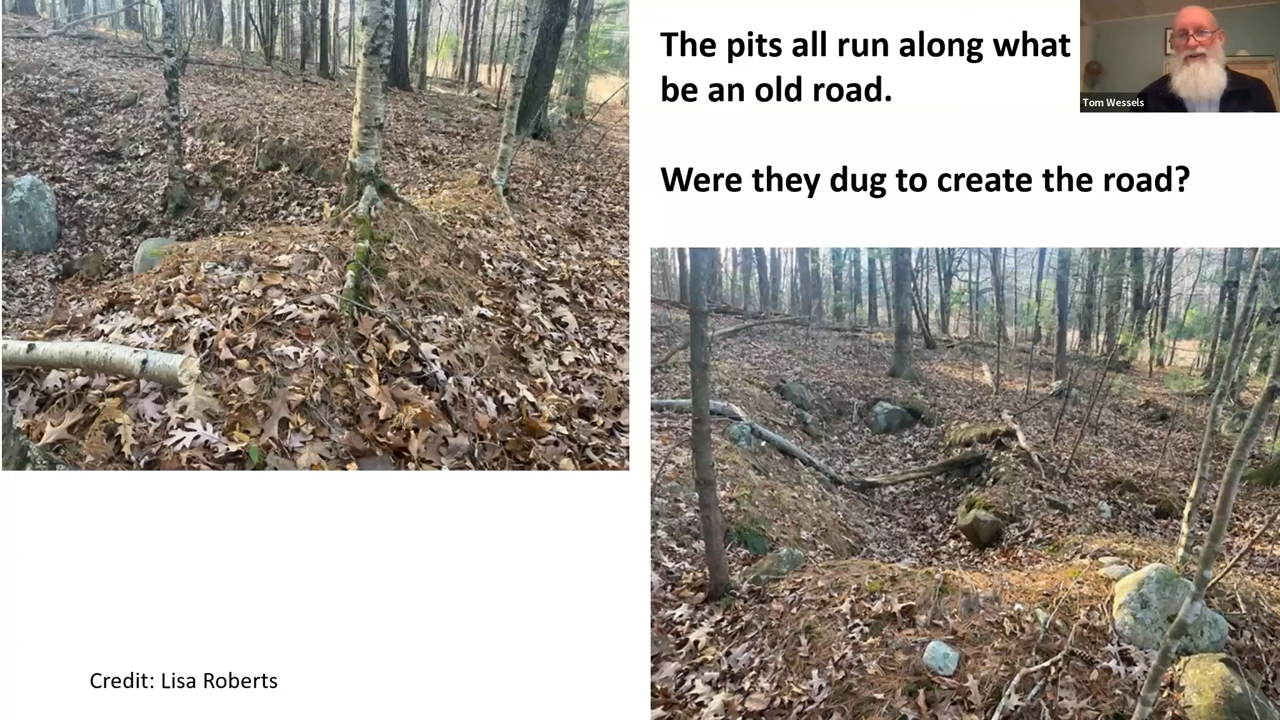 The pits all run along what
be an old road.
Tom Wessels
Were they dug to create the road?
Credit: Lisa Roberts